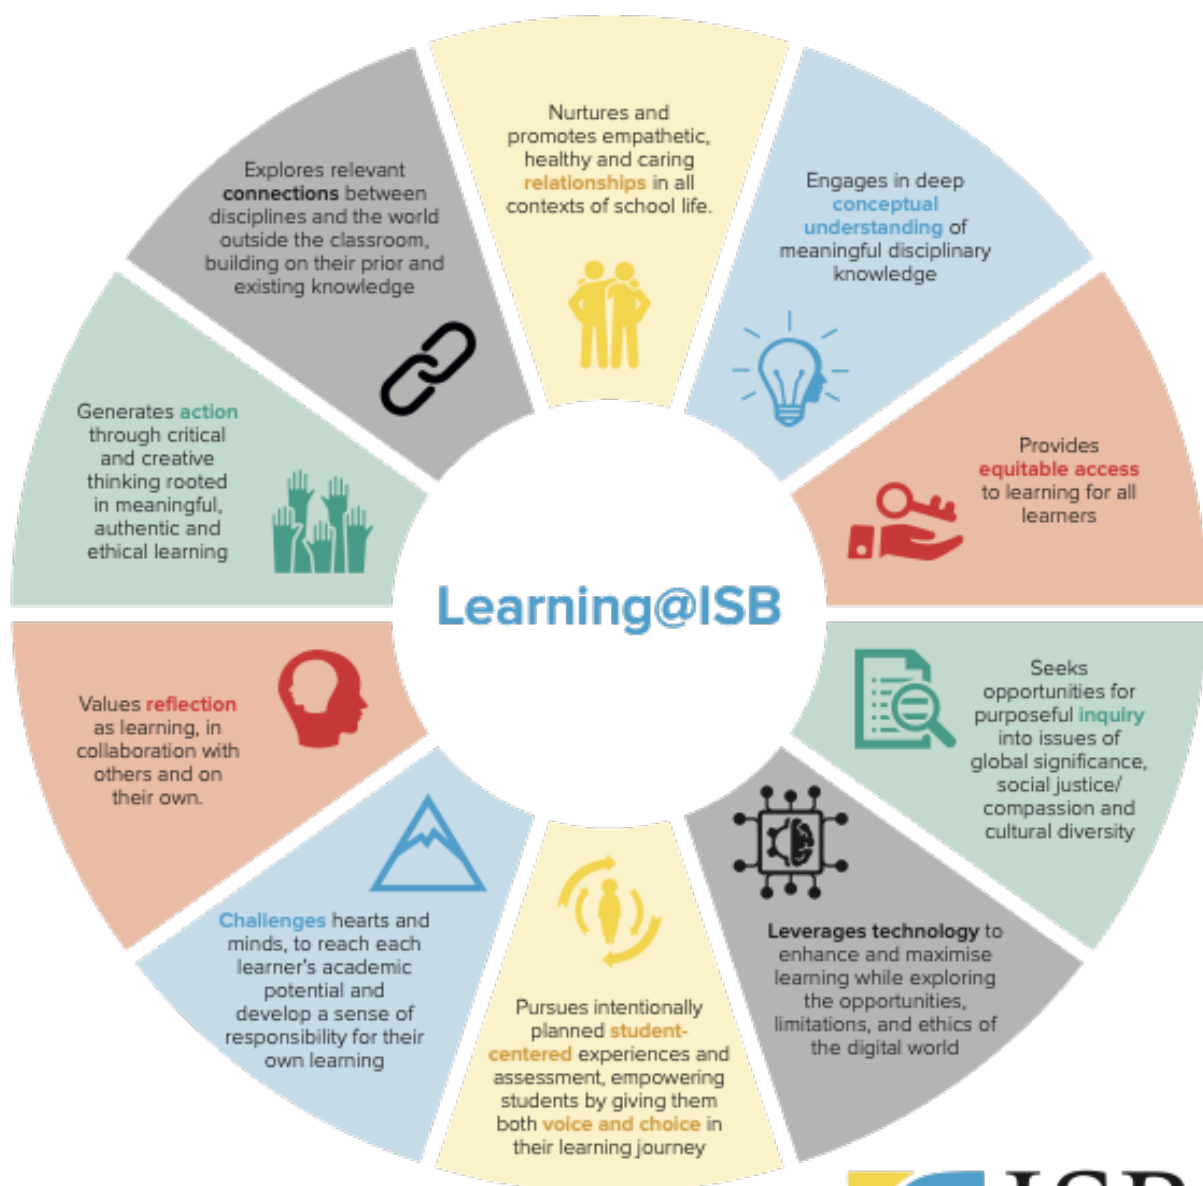 Nurtures and
promotes empathetic,
healthy and caring
relationships in all
contexts of school life.
Engages in deep
conceptual
understanding of
meaningful disciplinary
knowledge
Provides
equitable access
to learning for all
learners
Seeks
opportunities for
purposeful inquiry
into issues of
global significance,
social justice/
compassion and
cultural diversity
Leverages technology to
enhance and maximise
learning while exploring
the opportunities,
limitations, and ethics of
the digital world
Pursues intentionally
planned student-
centered experiences and
assessment, empowering
students by giving them
both voice and choice in
their learning journey
Challenges hearts and
minds, to reach each
learner's academic
potential and
develop a sense of
responsibility for their
own learning
Values reflection
as learning, in
collaboration with
others and on
their own.
Generates action
through critical
and creative
thinking rooted
in meaningful,
authentic and
ethical learning
Explores relevant
connections between
disciplines and the world
outside the classroom,
building on their prior and
existing knowledge
Learning@ISB
ISB